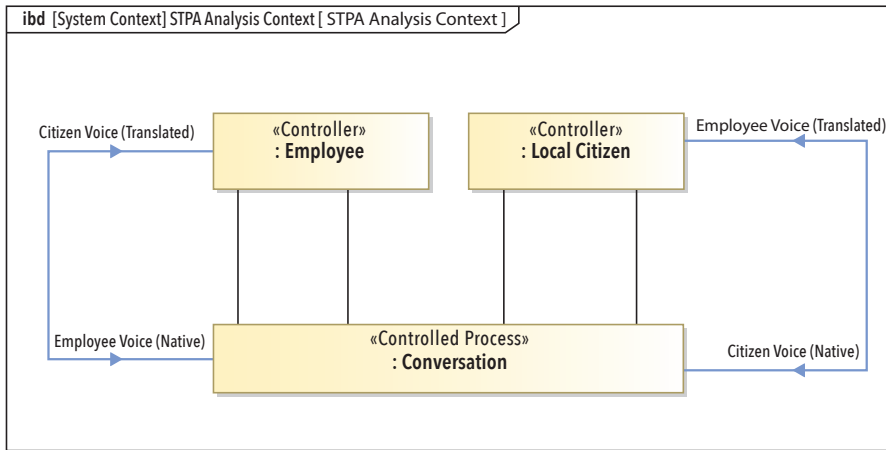 ibd [System Context] STPA Analysis Context [ STPA Analysis Context ]
Citizen Voice (Translated)
«Controller»
: Employee
«Controller»
: Local Citizen
Employee Voice (Translated)
Employee Voice (Native)
«Controlled Process»
: Conversation
Citizen Voice (Native)